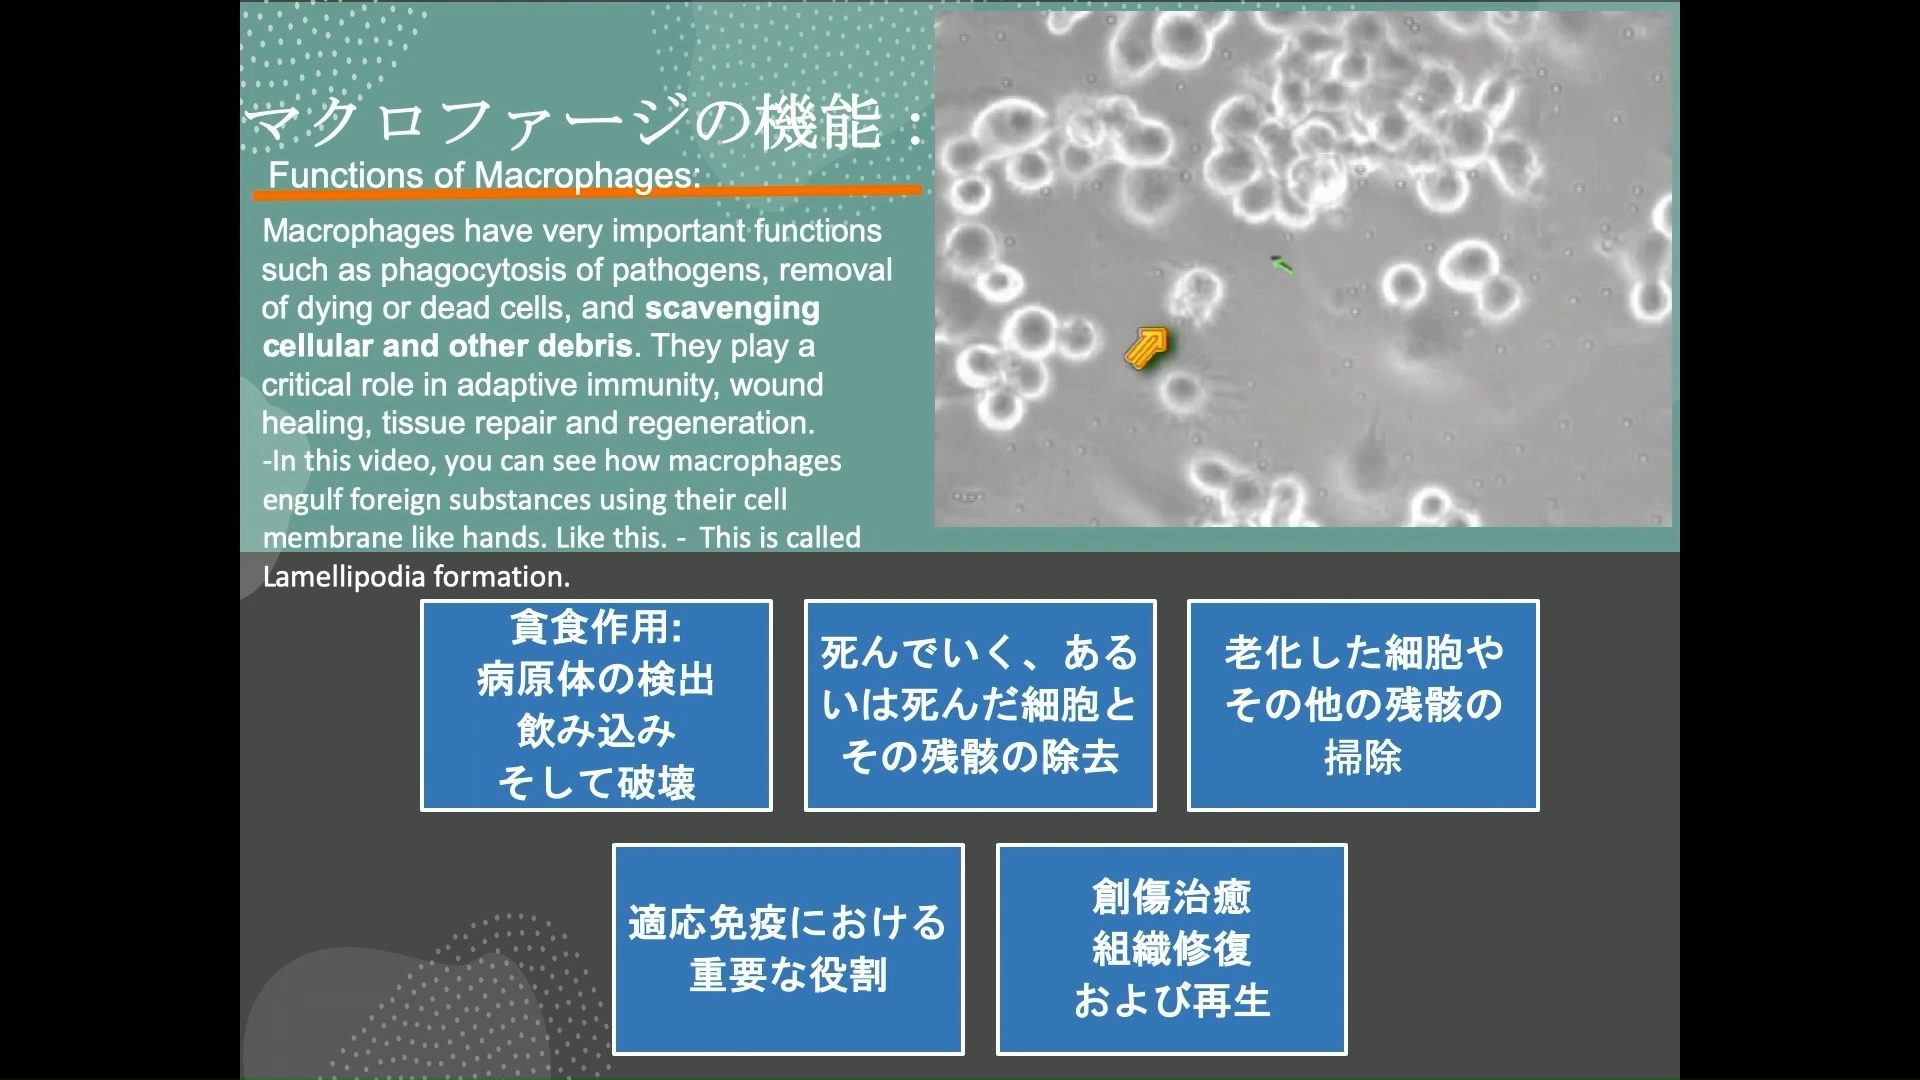 マクロファージの機能：
Functions of Macrophages:
Macrophages have very important functions
such as phagocytosis of pathogens, removal
of dying or dead cells, and scavenging
cellular and other debris. They play a
critical role in adaptive immunity, wound
healing, tissue repair and regeneration.
-In this video, you can see how macrophages
engulf foreign substances using their cell
membrane like hands. Like this. - This is called
Lamellipodia formation.
貪食作用:
病原体の検出
飲み込み
そして破壊
死んでいく、ある
いは死んだ細胞と
その残骸の除去
老化した細胞や
その他の残骸の
掃除
適応免疫における
重要な役割
創傷治癒
組織修復
および再生